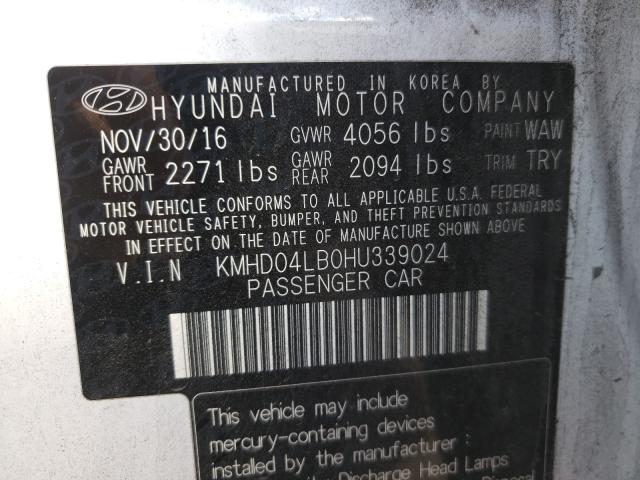 MANUFACTURED IN KOREA BY
HYUNDAI MOTOR COMPANY
NOV/30/16 GVWR 4056 lbs PAINT WAW
GAWR FRONT 2271 lbs GAWR REAR 2094 lbs TRIM TRY
THIS VEHICLE CONFORMS TO ALL APPLICABLE U.S.A. FEDERAL
MOTOR VEHICLE SAFETY, BUMPER, AND THEFT PREVENTION STANDARDS
IN EFFECT ON THE DATE OF MANUFACTURE SHOWN ABOVE.
V.I.N KMHD04LB0HU339024
PASSENGER CAR
This vehicle may include
mercury-containing devices
installed by the manufacturer :
Discharge Head Lamps